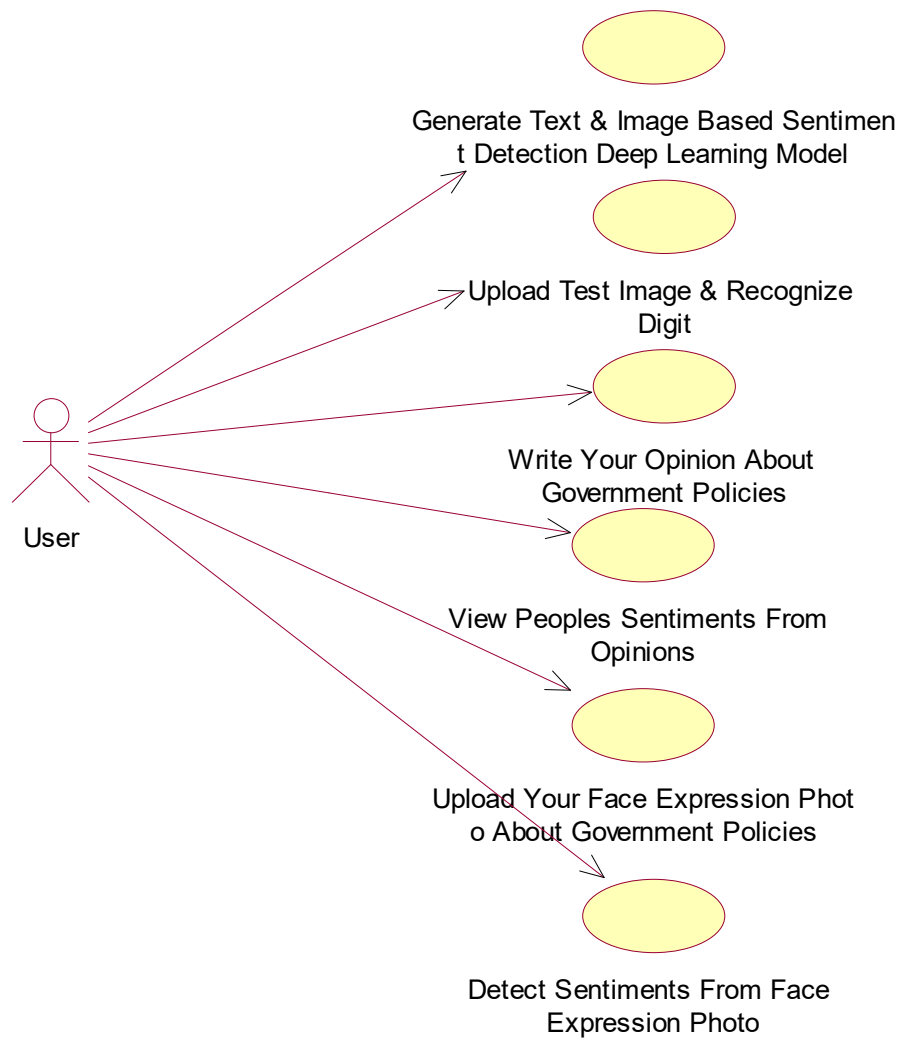 Generate Text & Image Based Sentimen
t Detection Deep Learning Model
Upload Test Image & Recognize
Digit
Write Your Opinion About
Government Policies
User
View Peoples Sentiments From
Opinions
Upload Your Face Expression Phot
o About Government Policies
Detect Sentiments From Face
Expression Photo